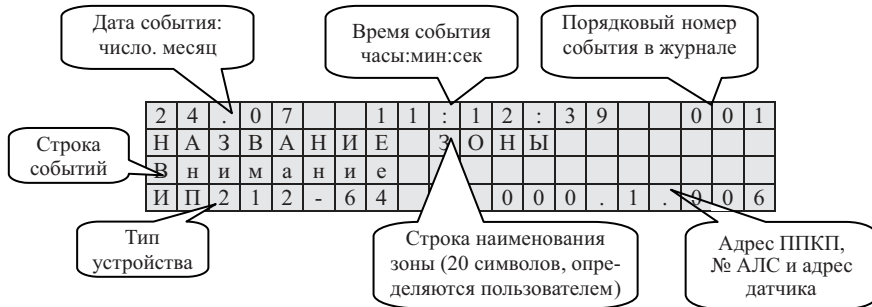 Дата события:
число. месяц
Время события
часы:мин:сек
Порядковый номер
события в журнале
24.07 11:12:39 001
НАЗВАНИЕ ЗОНЫ
Строка
событий
Внимание
ИП212-64 000.1.006
Тип
устройства
Строка наименования
зоны (20 символов, опре-
деляются пользователем)
Адрес ППКП,
№ АЛС и адрес
датчика